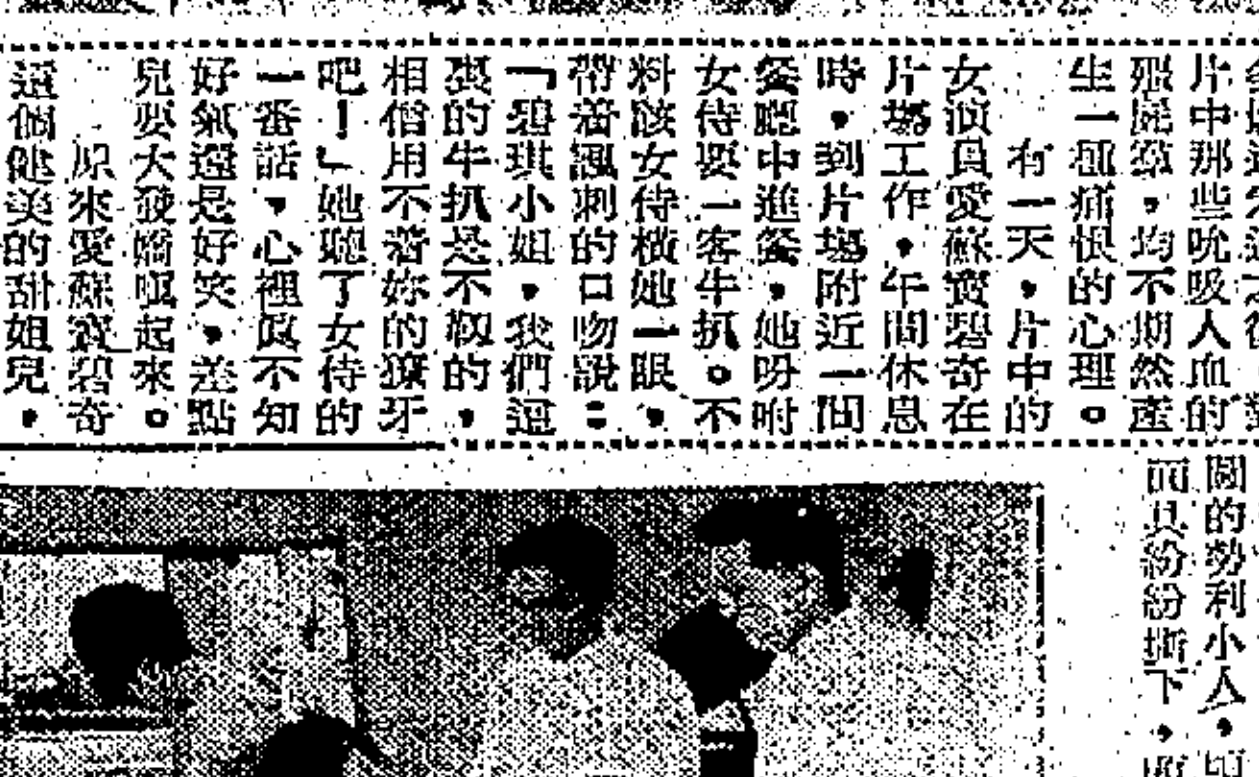 片中那些吮吸人血的
殭屍,均不期然產
生一種痛恨的心理。
有一天,片中的
女演員愛蘇寶碧奇在
片場工作,午間休息
時,到片場附近一間
餐廳中進餐,她吩咐
女侍要一客牛扒。不
料該女侍橫她一眼,
帶着諷刺的口吻說:
「碧琪小姐,我們這
裏的牛扒是不靱的,
相僧用不着妳的獠牙
吧!」她聽了女侍的
一番話,心裡眞不知
好氣還是好笑,差點
兒要大發嬌嗔起來。
原來愛蘇寶碧奇
這個健美的甜姐兒,
圖的勢利小人,
面具紛紛撕下,